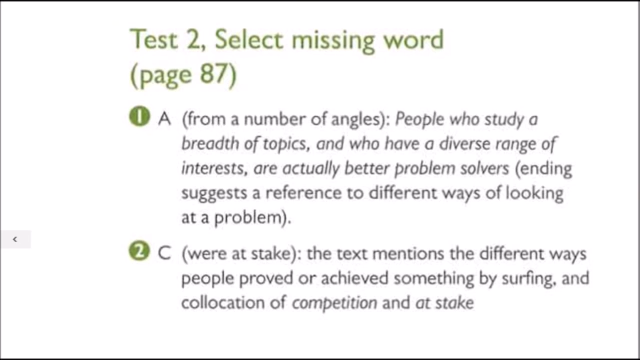 Test 2, Select missing word
(page 87)
1 A (from a number of angles): People who study a
breadth of topics, and who have a diverse range of
interests, are actually better problem solvers (ending
suggests a reference to different ways of looking
at a problem).
2 C (were at stake): the text mentions the different ways
people proved or achieved something by surfing, and
collocation of competition and at stake